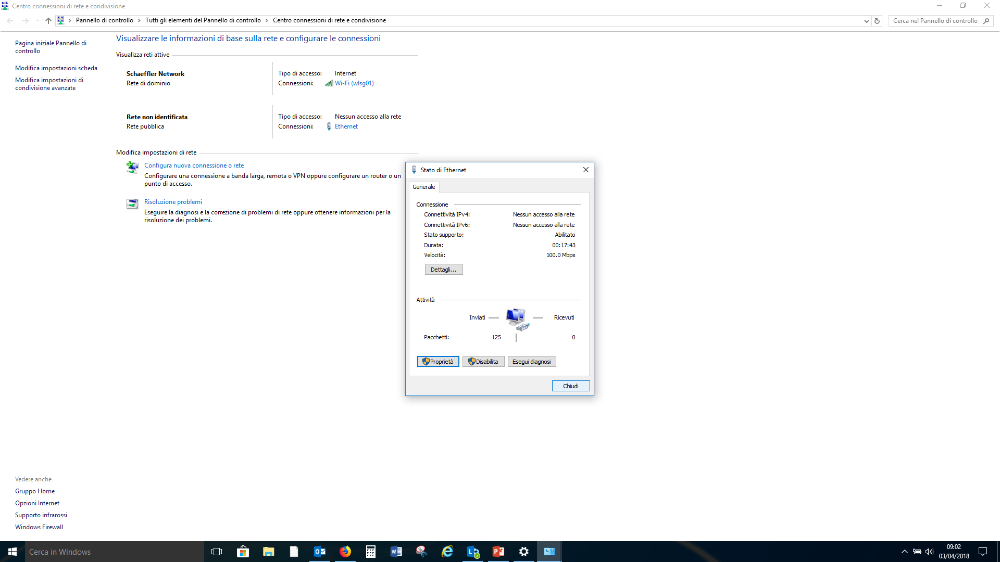 Centro connessioni di rete e condivisione
Pannello di controllo > Tutti gli elementi del Pannello di controllo > Centro connessioni di rete e condivisione
Cerca nel Pannello di controllo
Pagina iniziale Pannello di
controllo
Modifica impostazioni scheda
Modifica impostazioni di
condivisione avanzate
Visualizzare le informazioni di base sulla rete e configurare le connessioni
Visualizza reti attive
Schaeffler Network
Rete di dominio
Tipo di accesso: Internet
Connessioni: Wi-Fi (wlsg01)
Rete non identificata
Rete pubblica
Tipo di accesso: Nessun accesso alla rete
Connessioni: Ethernet
Modifica impostazioni di rete
Configura nuova connessione o rete
Configurare una connessione a banda larga, remota o VPN oppure configurare un router o un
punto di accesso.
Risoluzione problemi
Eseguire la diagnosi e la correzione di problemi di rete oppure ottenere informazioni per la
risoluzione dei problemi.
Stato di Ethernet
Generale
Connessione
Connettività IPv4: Nessun accesso alla rete
Connettività IPv6: Nessun accesso alla rete
Stato supporto: Abilitato
Durata: 00:17:43
Velocità: 100.0 Mbps
Dettagli...
Attività
Inviati — Ricevuti
Pacchetti: 125 0
Proprietà Disabilita Esegui diagnosi
Chiudi
Vedere anche
Gruppo Home
Opzioni Internet
Supporto infrarossi
Windows Firewall
Cerca in Windows
09:02
03/04/2018